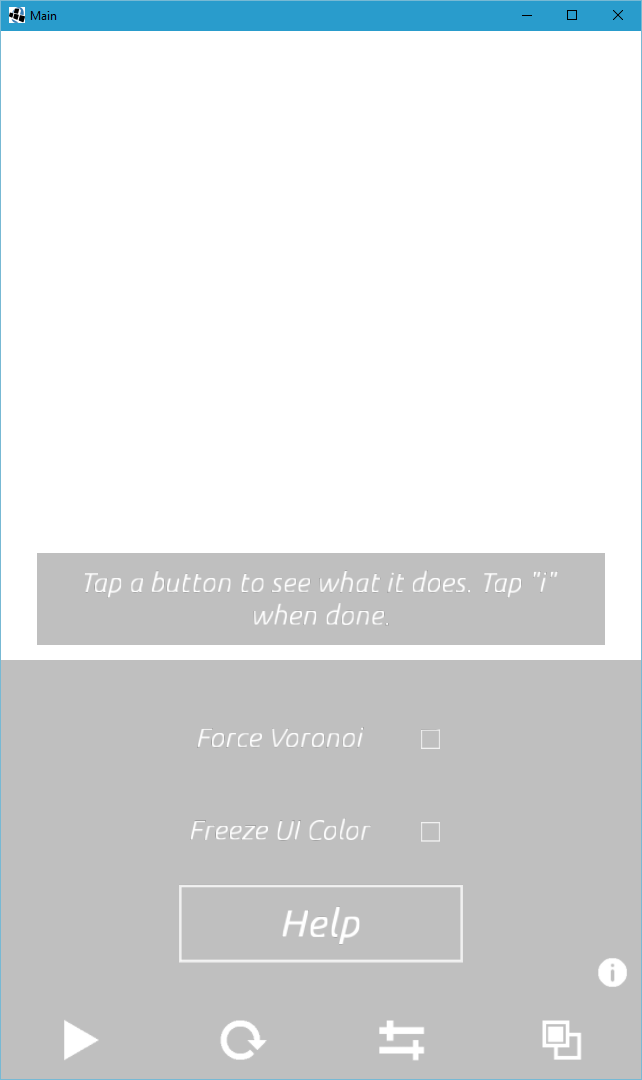 Main
Tap a button to see what it does. Tap "i"
when done.
Force Voronoi
Freeze UI Color
Help
i